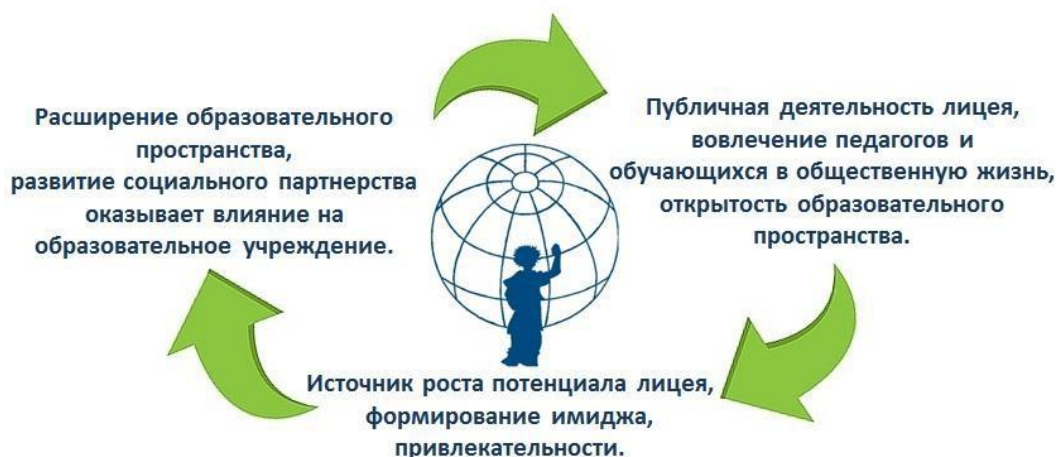 Расширение образовательного
пространства,
развитие социального партнерства
оказывает влияние на
образовательное учреждение.
Публичная деятельность лицея,
вовлечение педагогов и
обучающихся в общественную жизнь,
открытость образовательного
пространства.
Источник роста потенциала лицея,
формирование имиджа,
привлекательности.